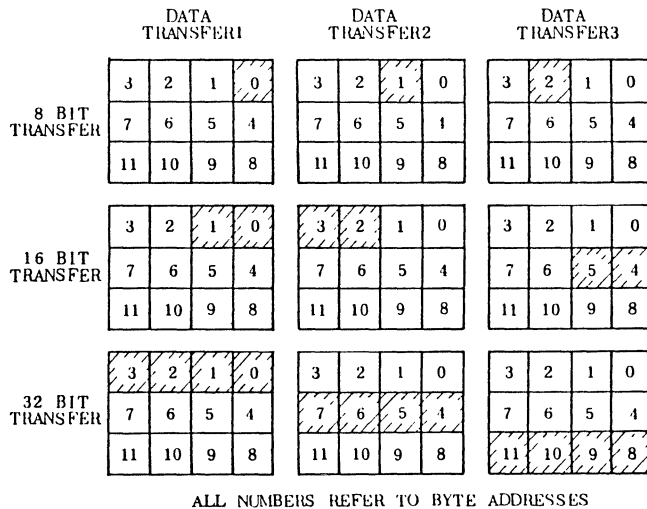 DATA TRANSFER1 DATA TRANSFER2 DATA TRANSFER3
8 BIT TRANSFER
3 2 1 0 3 2 1 0 3 2 1 0
7 6 5 4 7 6 5 4 7 6 5 4
11 10 9 8 11 10 9 8 11 10 9 8
16 BIT TRANSFER
3 2 1 0 3 2 1 0 3 2 1 0
7 6 5 4 7 6 5 4 7 6 5 4
11 10 9 8 11 10 9 8 11 10 9 8
32 BIT TRANSFER
3 2 1 0 3 2 1 0 3 2 1 0
7 6 5 4 7 6 5 4 7 6 5 4
11 10 9 8 11 10 9 8 11 10 9 8
ALL NUMBERS REFER TO BYTE ADDRESSES